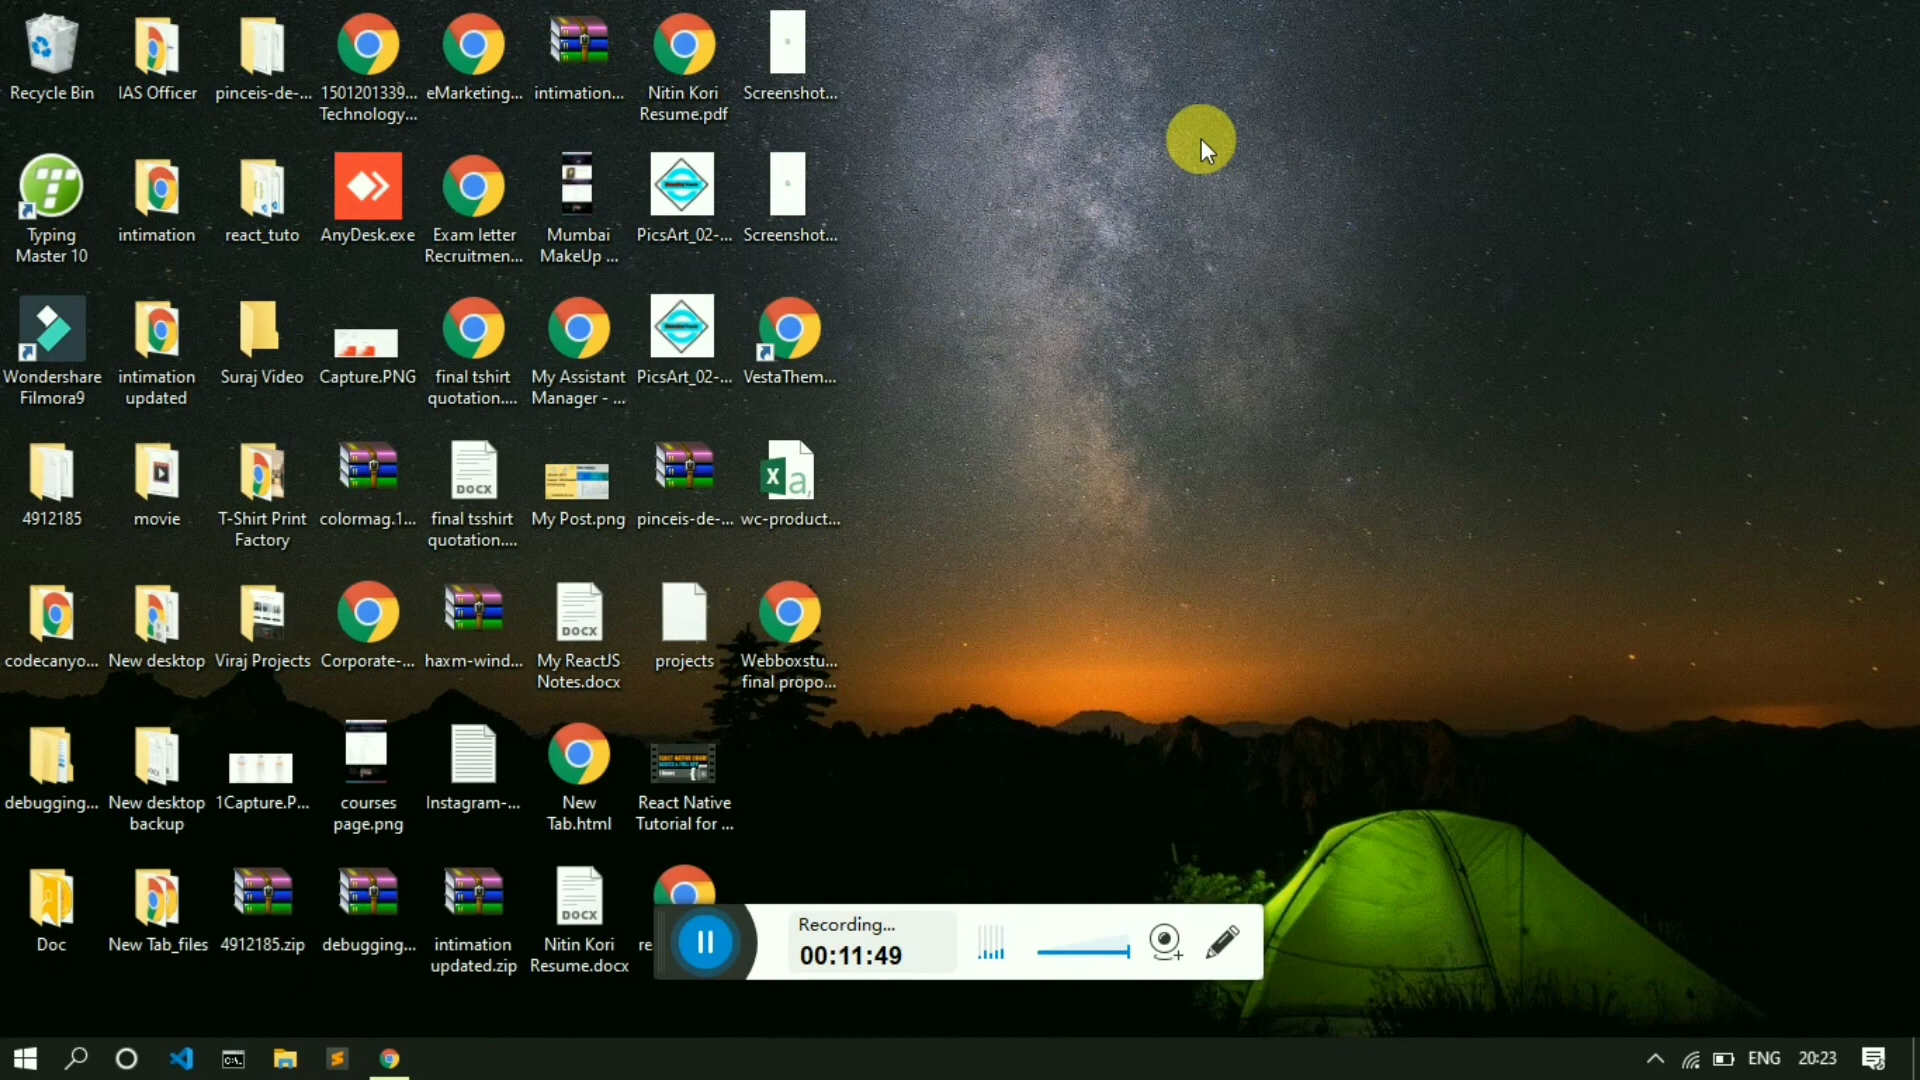 Recycle Bin
IAS Officer
pinceis-de-...
1501201339...
Technology...
eMarketing...
intimation...
Nitin Kori
Resume.pdf
Screenshot...
Typing
Master 10
intimation
react_tuto
AnyDesk.exe
Exam letter
Recruitmen...
Mumbai
MakeUp ...
PicsArt_02-...
Screenshot...
Wondershare
Filmora9
intimation
updated
Suraj Video
Capture.PNG
final tshirt
quotation....
My Assistant
Manager - ...
PicsArt_02-...
VestaThem...
4912185
movie
T-Shirt Print
Factory
colormag.1...
DOCX
final tsshirt
quotation....
My Post.png
pinceis-de-...
wc-product...
codecanyo...
New desktop
Viraj Projects
Corporate-...
haxm-wind...
DOCX
My ReactJS
Notes.docx
projects
Webboxstu...
final propo...
debugging...
New desktop
backup
1Capture.P...
courses
page.png
Instagram-...
New
Tab.html
React Native
Tutorial for ...
Doc
New Tab_files
4912185.zip
debugging...
intimation
updated.zip
DOCX
Nitin Kori
Resume.docx
re
Recording...
00:11:49
ENG
20:23